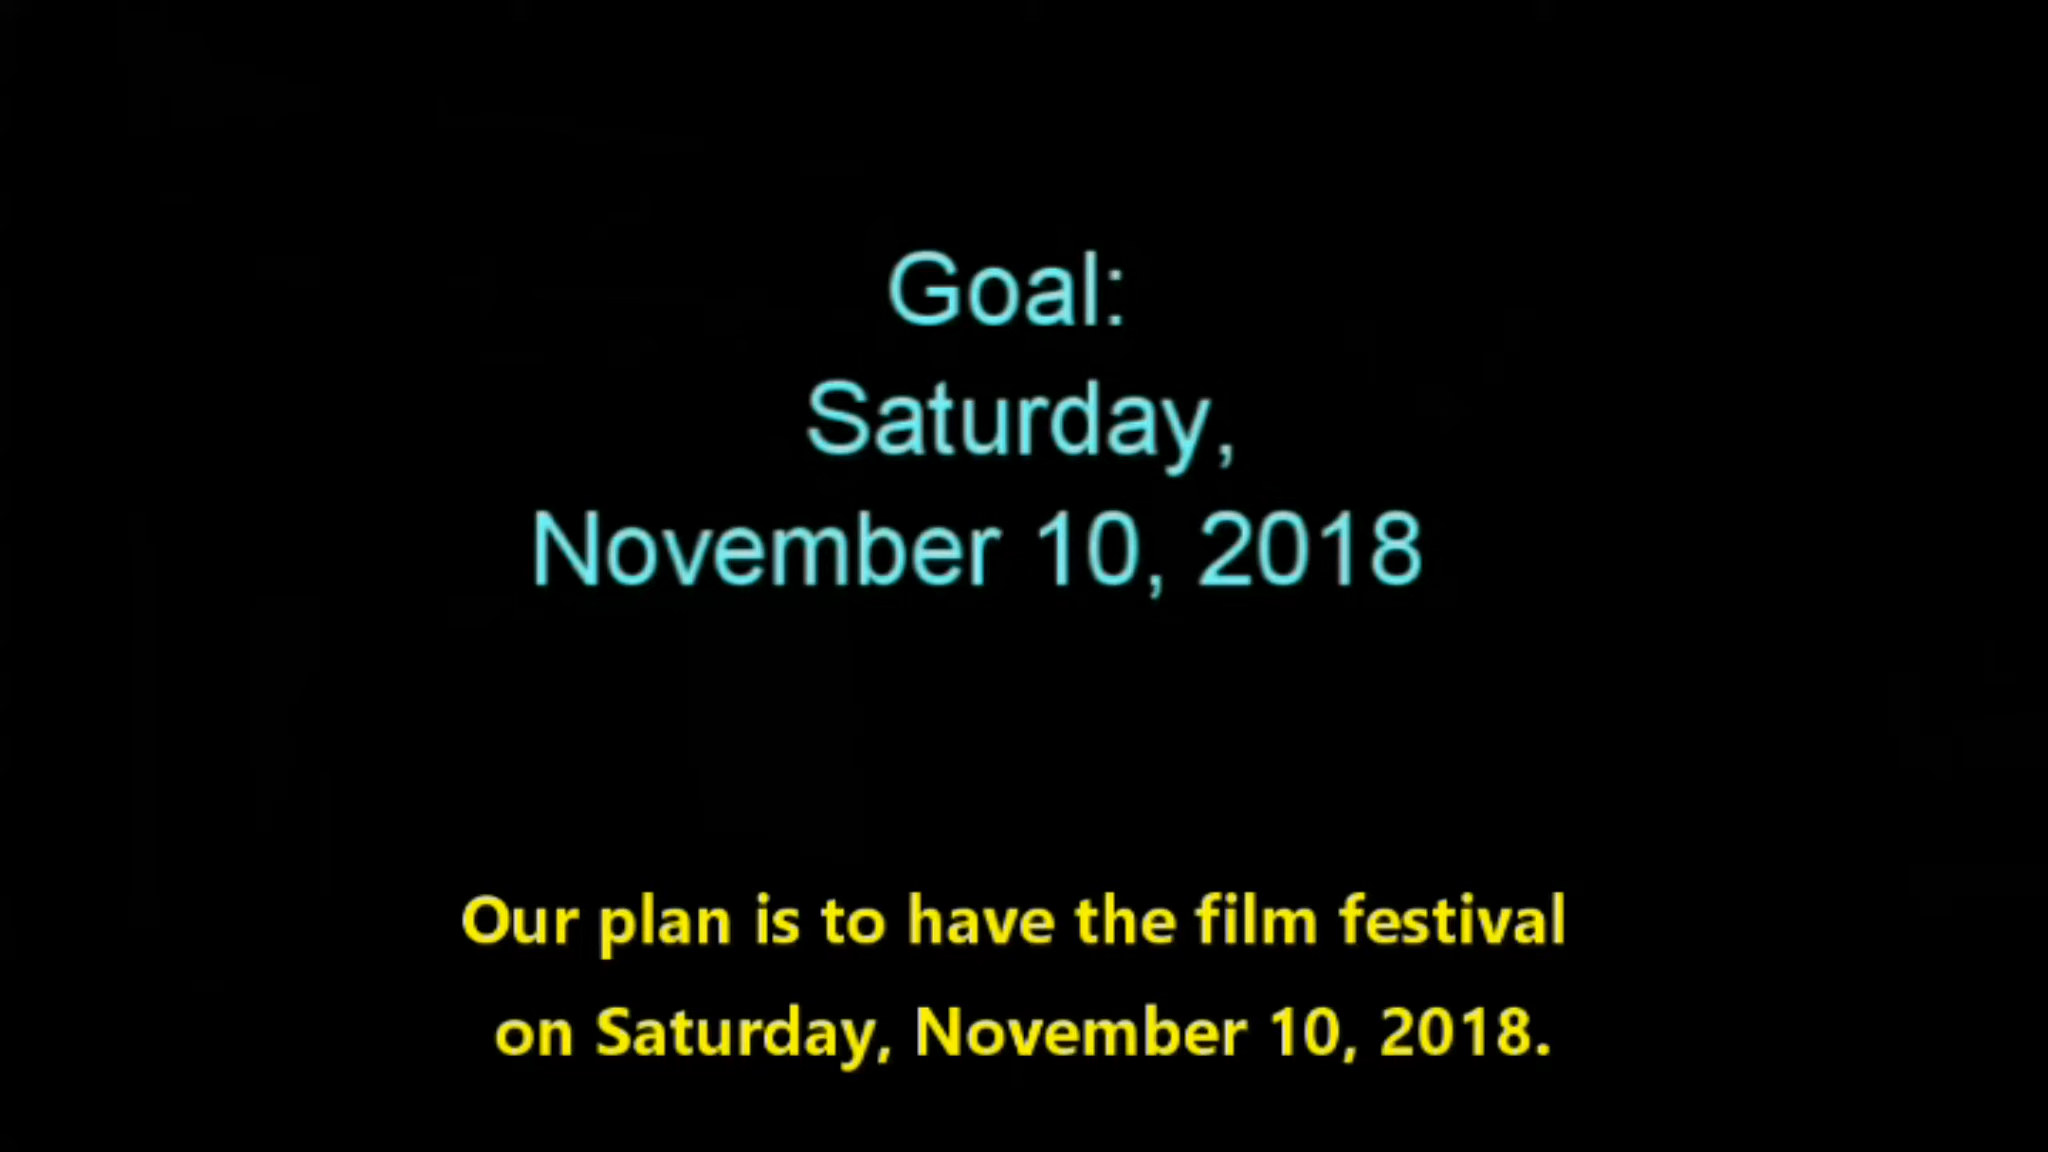 Goal:
Saturday,
November 10, 2018
Our plan is to have the film festival
on Saturday, November 10, 2018.